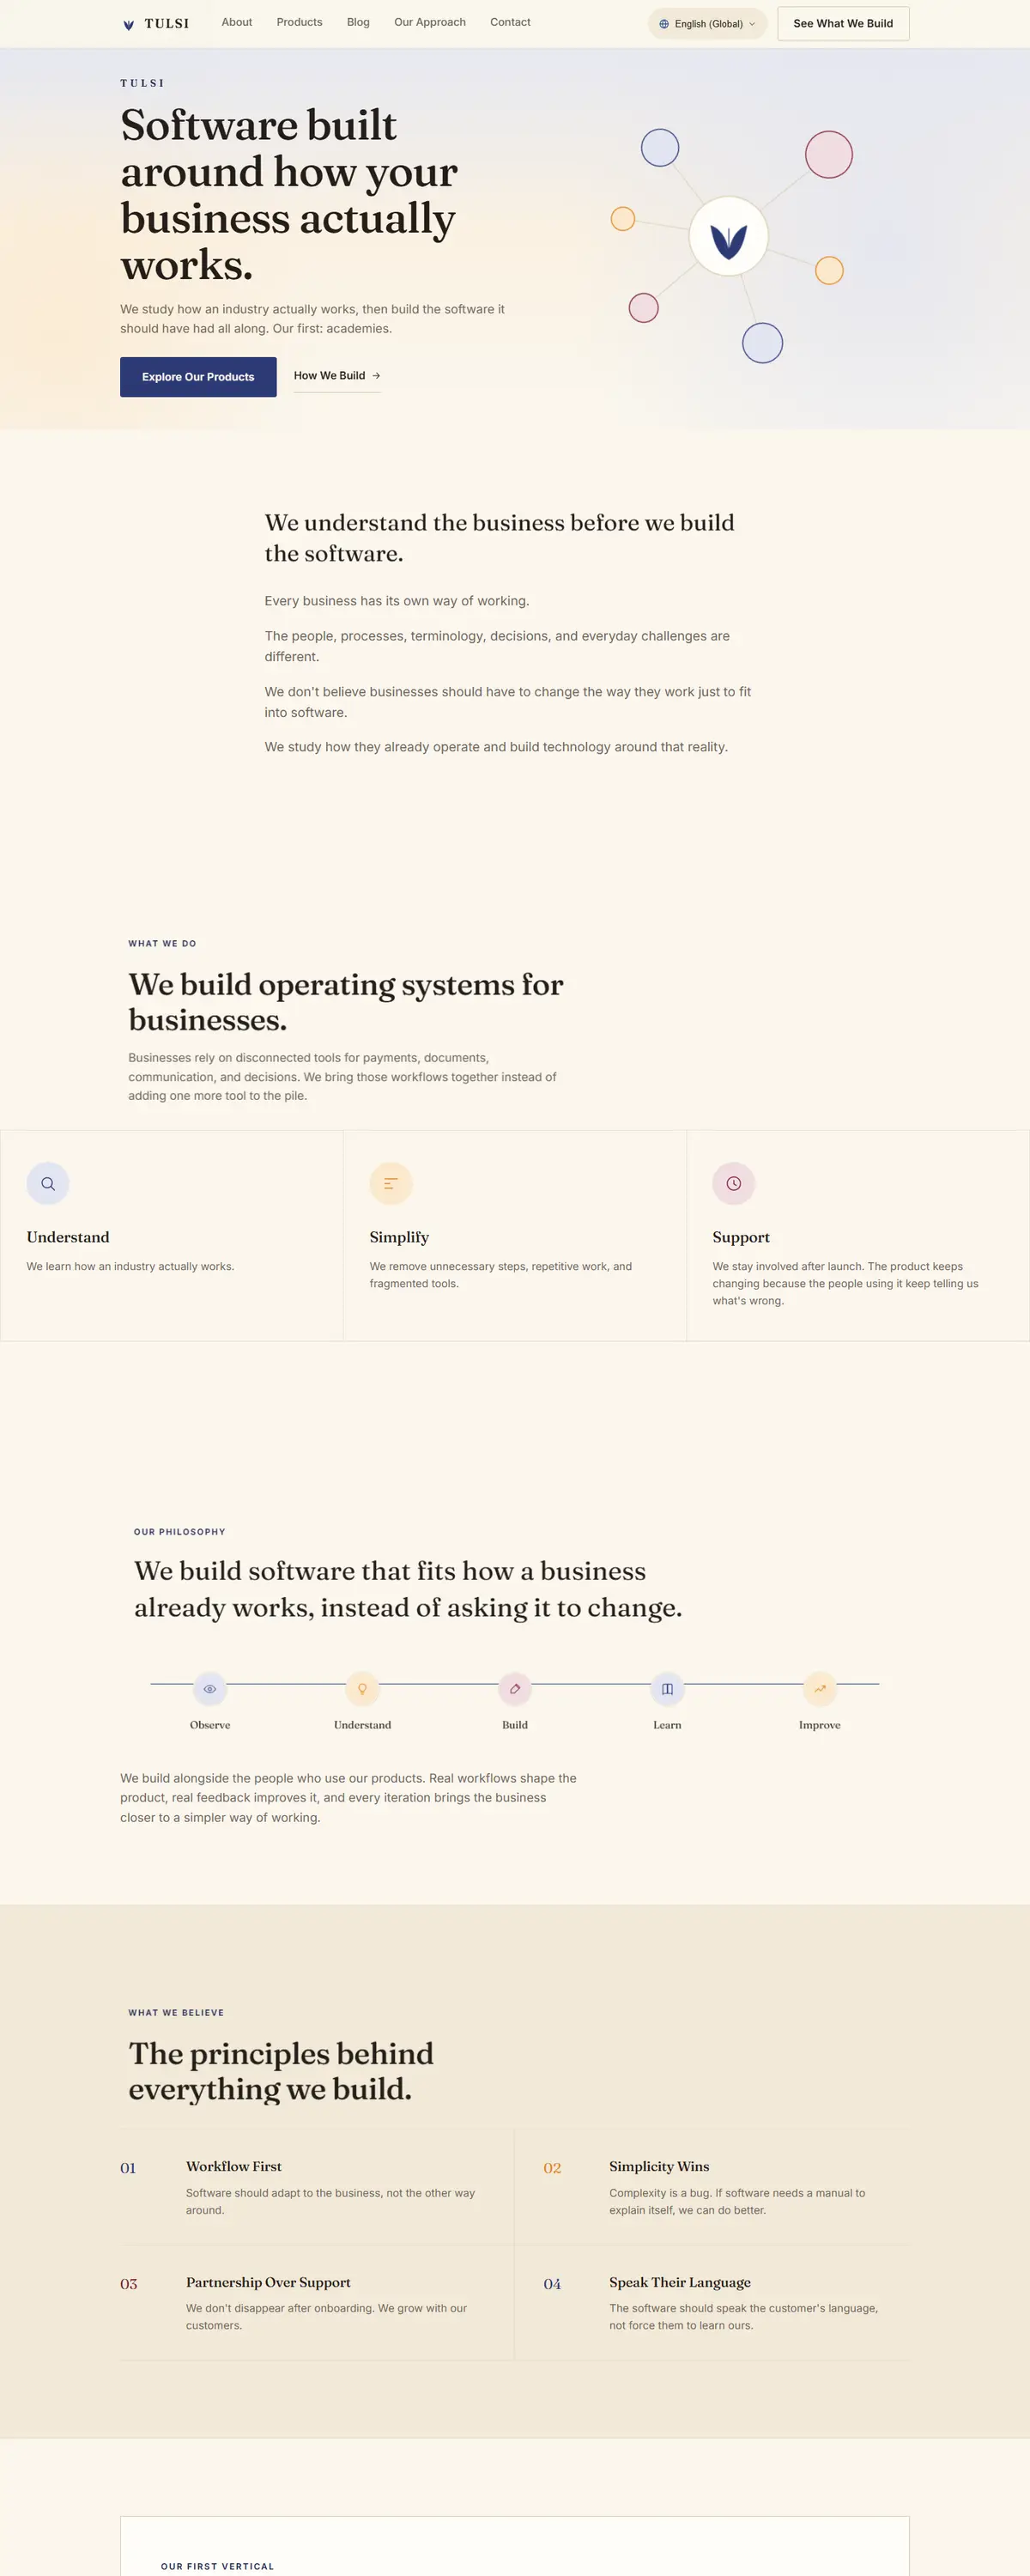 TULSI
About
Products
Blog
Our Approach
Contact
English (Global)
See What We Build
TULSI
Software built
around how your
business actually
works.
We study how an industry actually works, then build the software it
should have had all along. Our first: academies.
Explore Our Products
How We Build →
We understand the business before we build
the software.
Every business has its own way of working.
The people, processes, terminology, decisions, and everyday challenges are
different.
We don't believe businesses should have to change the way they work just to fit
into software.
We study how they already operate and build technology around that reality.
WHAT WE DO
We build operating systems for
businesses.
Businesses rely on disconnected tools for payments, documents,
communication, and decisions. We bring those workflows together instead of
adding one more tool to the pile.
Understand
We learn how an industry actually works.
Simplify
We remove unnecessary steps, repetitive work, and
fragmented tools.
Support
We stay involved after launch. The product keeps
changing because the people using it keep telling us
what's wrong.
OUR PHILOSOPHY
We build software that fits how a business
already works, instead of asking it to change.
Observe
Understand
Build
Learn
Improve
We build alongside the people who use our products. Real workflows shape the
product, real feedback improves it, and every iteration brings the business
closer to a simpler way of working.
WHAT WE BELIEVE
The principles behind
everything we build.
01
Workflow First
Software should adapt to the business, not the other way
around.
02
Simplicity Wins
Complexity is a bug. If software needs a manual to
explain itself, we can do better.
03
Partnership Over Support
We don't disappear after onboarding. We grow with our
customers.
04
Speak Their Language
The software should speak the customer's language,
not force them to learn ours.
OUR FIRST VERTICAL